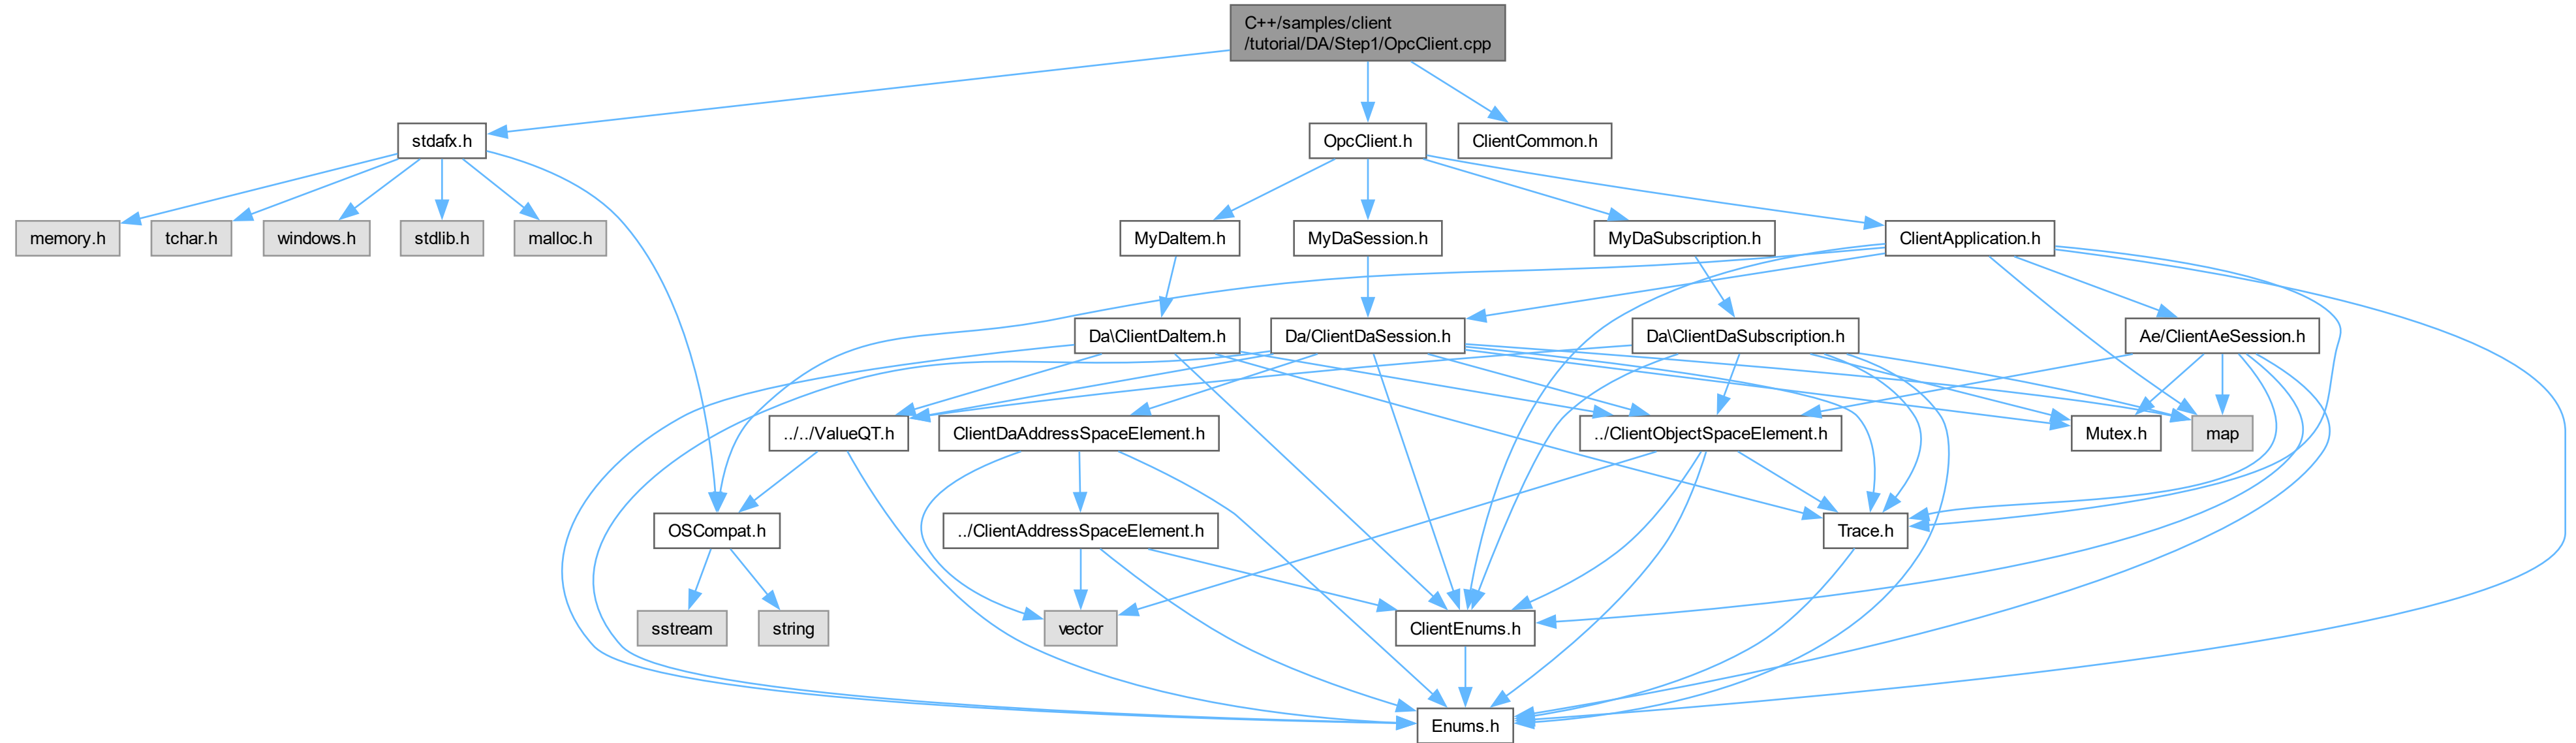 C++/samples/client
/tutorial/DA/Step1/OpcClient.cpp
stdafx.h
OpcClient.h
ClientCommon.h
memory.h
tchar.h
windows.h
stdlib.h
malloc.h
MyDaItem.h
MyDaSession.h
MyDaSubscription.h
ClientApplication.h
Da\ClientDaItem.h
Da/ClientDaSession.h
Da\ClientDaSubscription.h
Ae/ClientAeSession.h
../../ValueQT.h
ClientDaAddressSpaceElement.h
../ClientObjectSpaceElement.h
Mutex.h
map
OSCompat.h
../ClientAddressSpaceElement.h
Trace.h
sstream
string
vector
ClientEnums.h
Enums.h